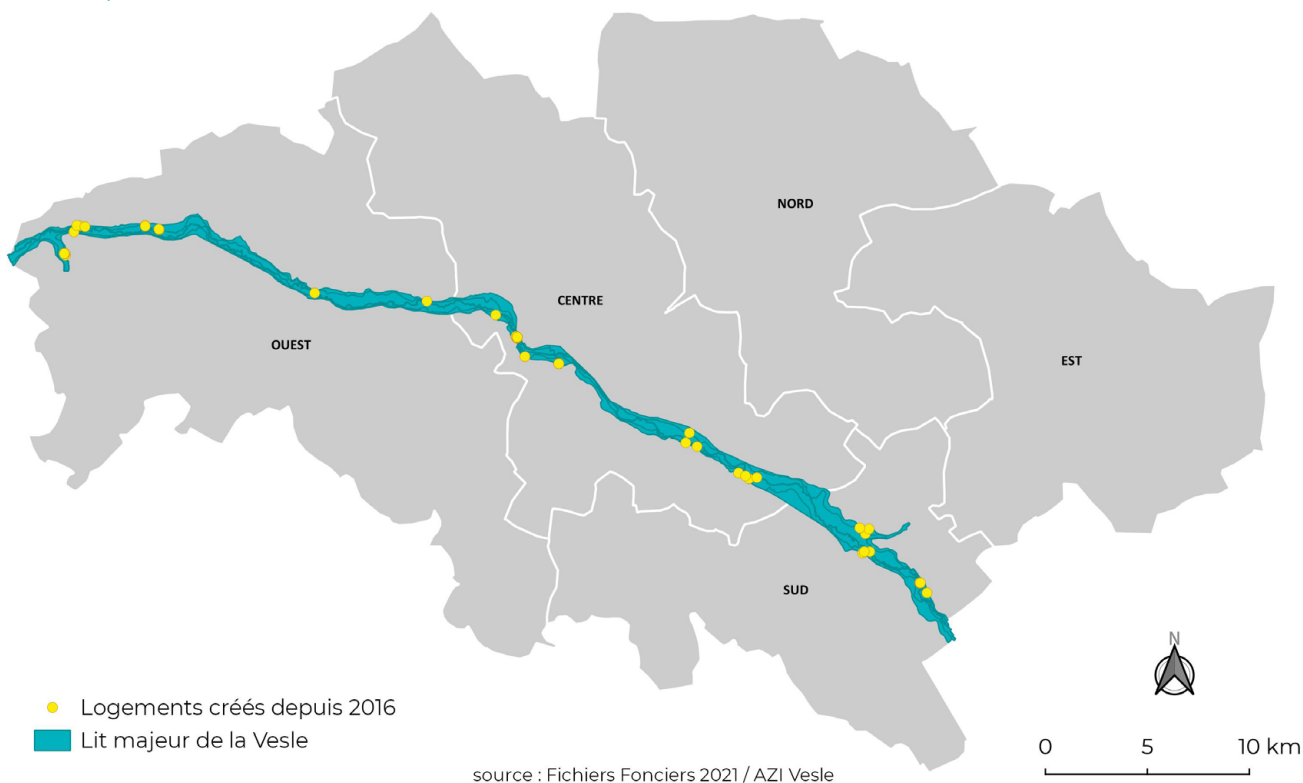 NORD
CENTRE
OUEST
EST
SUD
N
Logements créés depuis 2016
Lit majeur de la Vesle
0 5 10 km
source : Fichiers Fonciers 2021 / AZI Vesle